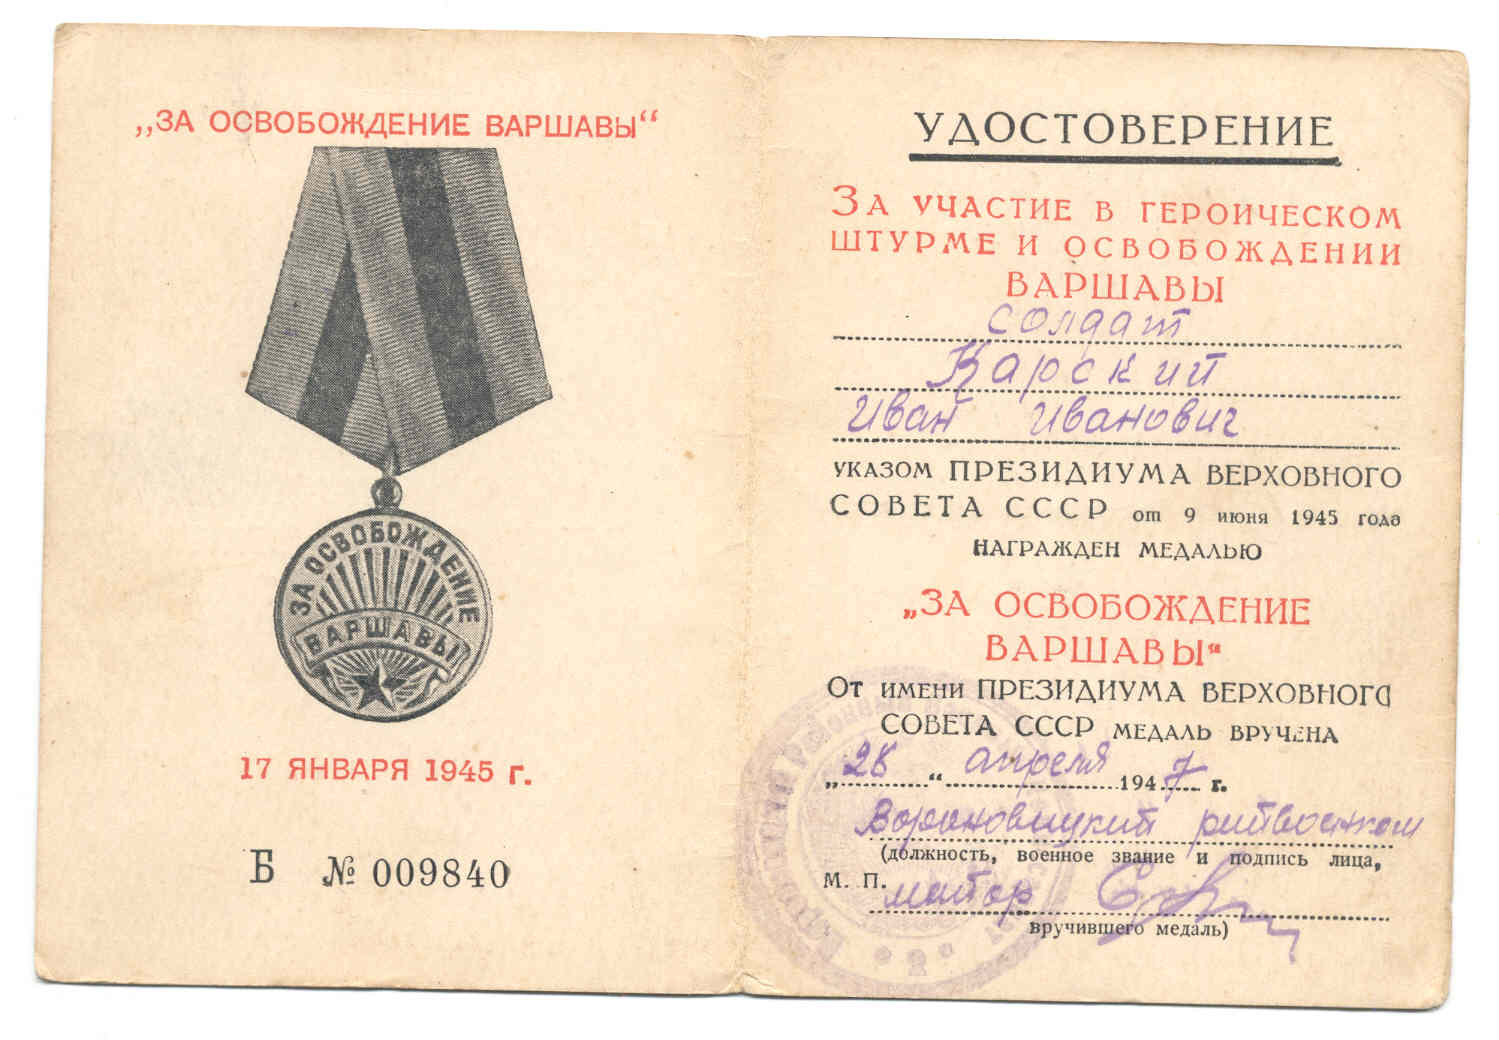 „ЗА ОСВОБОЖДЕНИЕ ВАРШАВЫ“
ЗА ОСВОБОЖДЕНИЕ
ВАРШАВЫ
17 ЯНВАРЯ 1945 г.
Б № 009840
УДОСТОВЕРЕНИЕ
ЗА УЧАСТИЕ В ГЕРОИЧЕСКОМ
ШТУРМЕ И ОСВОБОЖДЕНИИ
ВАРШАВЫ
солдат
Карский
Иван Иванович
УКАЗОМ ПРЕЗИДИУМА ВЕРХОВНОГО
СОВЕТА СССР от 9 июня 1945 года
НАГРАЖДЕН МЕДАЛЬЮ
„ЗА ОСВОБОЖДЕНИЕ
ВАРШАВЫ“
ОТ ИМЕНИ ПРЕЗИДИУМА ВЕРХОВНОГО
СОВЕТА СССР МЕДАЛЬ ВРУЧЕНА
„28“ апреля 1947 г.
райвоенком
(должность, военное звание и подпись лица,
М. П. майор
вручившего медаль)